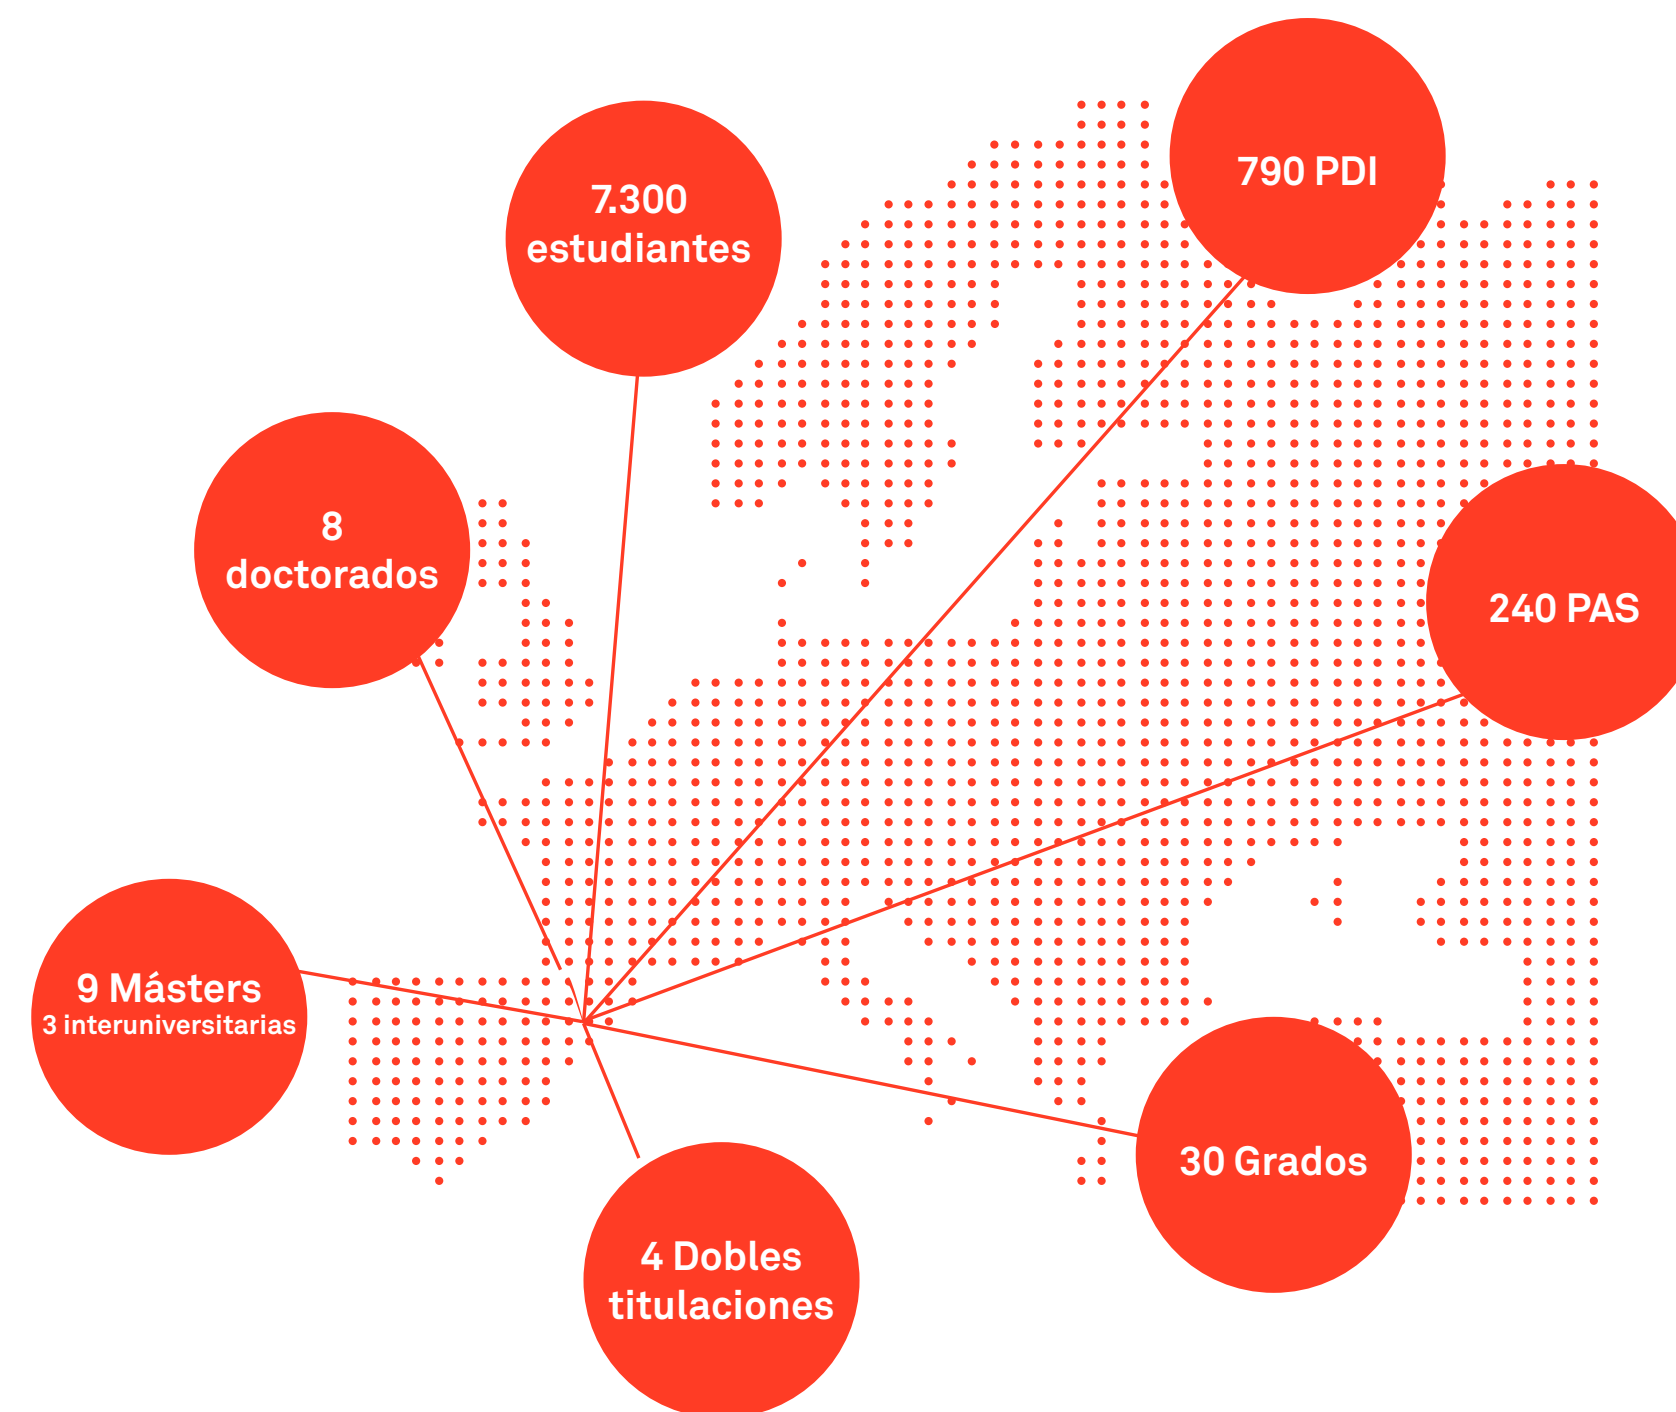 790 PDI
7.300
estudiantes
8
doctorados
240 PAS
9 Másters
3 interuniversitarias
30 Grados
4 Dobles
titulaciones